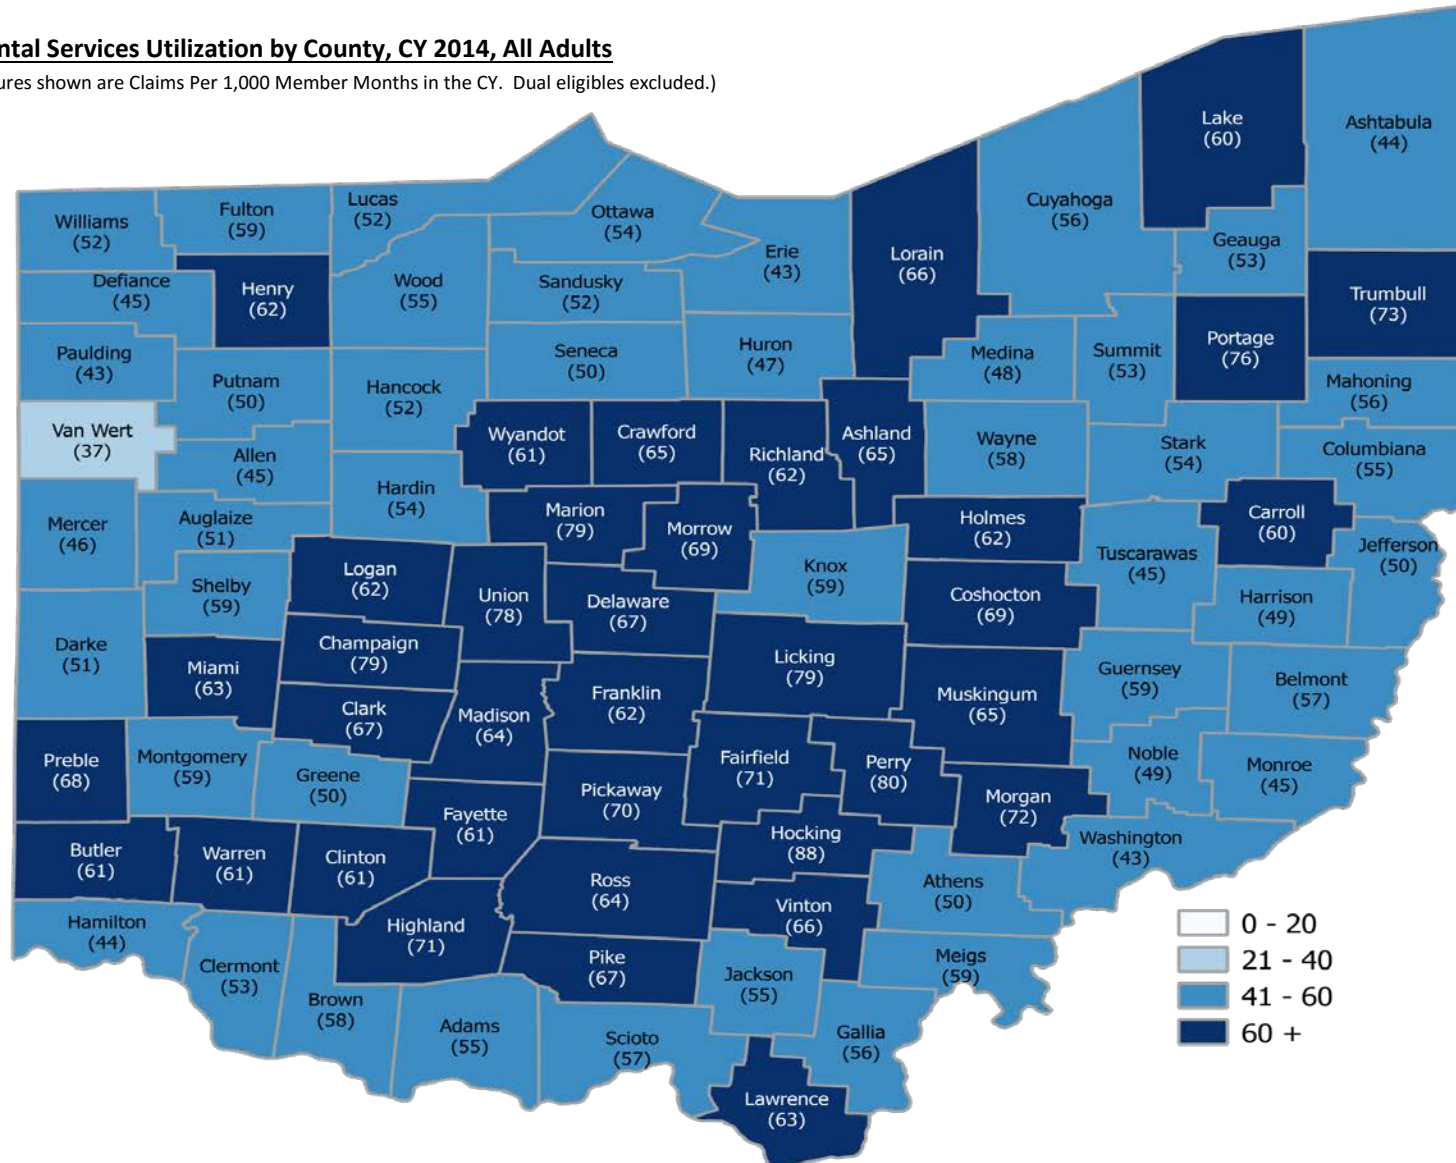 ntal Services Utilization by County, CY 2014, All Adults
ures shown are Claims Per 1,000 Member Months in the CY.  Dual eligibles excluded.)
Lake
(60)
Ashtabula
(44)
Williams
(52)
Fulton
(59)
Lucas
(52)
Ottawa
(54)
Cuyahoga
(56)
Geauga
(53)
Erie
(43)
Lorain
(66)
Defiance
(45)
Henry
(62)
Wood
(55)
Sandusky
(52)
Trumbull
(73)
Paulding
(43)
Putnam
(50)
Hancock
(52)
Seneca
(50)
Huron
(47)
Medina
(48)
Summit
(53)
Portage
(76)
Mahoning
(56)
Van Wert
(37)
Allen
(45)
Wyandot
(61)
Crawford
(65)
Richland
(62)
Ashland
(65)
Wayne
(58)
Stark
(54)
Columbiana
(55)
Mercer
(46)
Auglaize
(51)
Hardin
(54)
Marion
(79)
Morrow
(69)
Holmes
(62)
Carroll
(60)
Jefferson
(50)
Shelby
(59)
Logan
(62)
Union
(78)
Delaware
(67)
Knox
(59)
Coshocton
(69)
Tuscarawas
(45)
Harrison
(49)
Darke
(51)
Miami
(63)
Champaign
(79)
Licking
(79)
Guernsey
(59)
Belmont
(57)
Clark
(67)
Madison
(64)
Franklin
(62)
Muskingum
(65)
Preble
(68)
Montgomery
(59)
Greene
(50)
Fairfield
(71)
Perry
(80)
Noble
(49)
Monroe
(45)
Fayette
(61)
Pickaway
(70)
Morgan
(72)
Butler
(61)
Warren
(61)
Clinton
(61)
Hocking
(88)
Washington
(43)
Ross
(64)
Athens
(50)
Hamilton
(44)
Highland
(71)
Vinton
(66)
Clermont
(53)
Pike
(67)
Jackson
(55)
Meigs
(59)
Brown
(58)
Adams
(55)
Scioto
(57)
Gallia
(56)
Lawrence
(63)
0 - 20
21 - 40
41 - 60
60 +